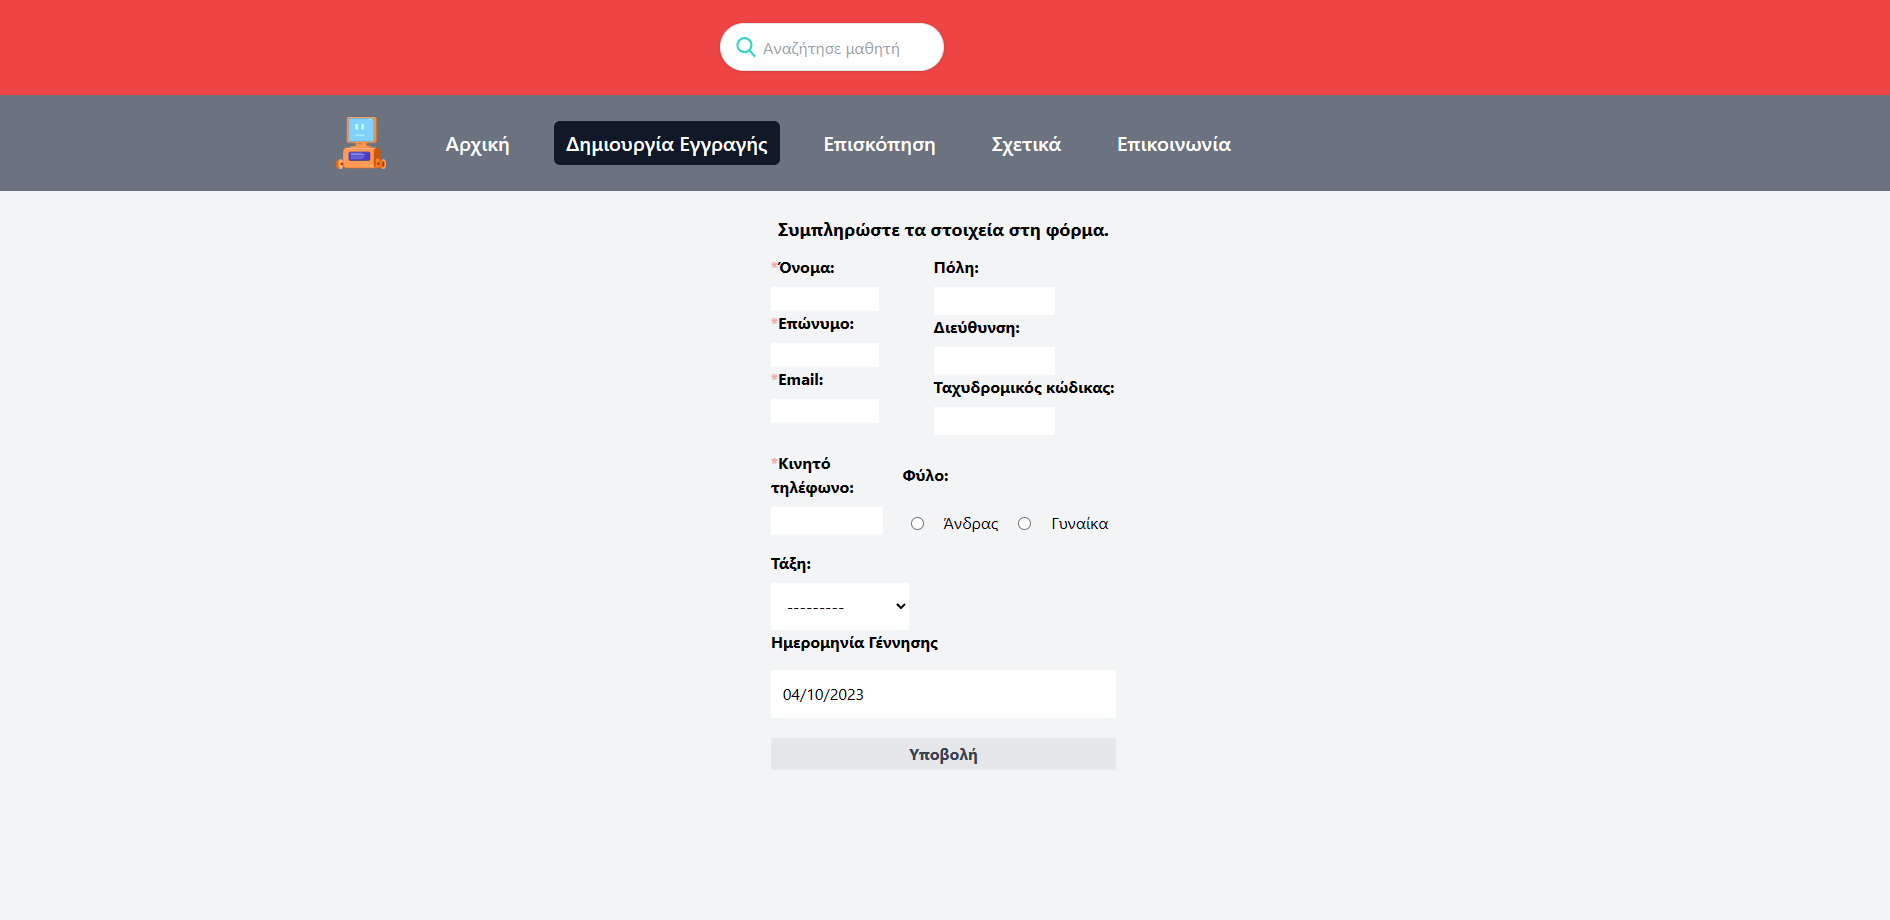 Αναζήτησε μαθητή
Αρχική
Δημιουργία Εγγραγής
Επισκόπηση
Σχετικά
Επικοινωνία
Συμπληρώστε τα στοιχεία στη φόρμα.
*Όνομα:
Πόλη:
*Επώνυμο:
Διεύθυνση:
*Email:
Ταχυδρομικός κώδικας:
*Κινητό
τηλέφωνο:
Φύλο:
Άνδρας
Γυναίκα
Τάξη:
---------
Ημερομηνία Γέννησης
04/10/2023
Υποβολή